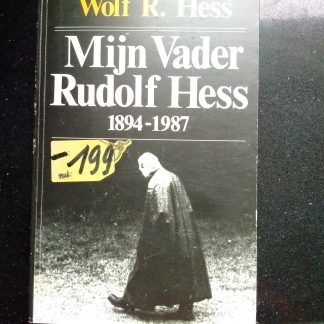 Wolf R. Hess
Mijn Vader
Rudolf Hess
1894-1987
-199